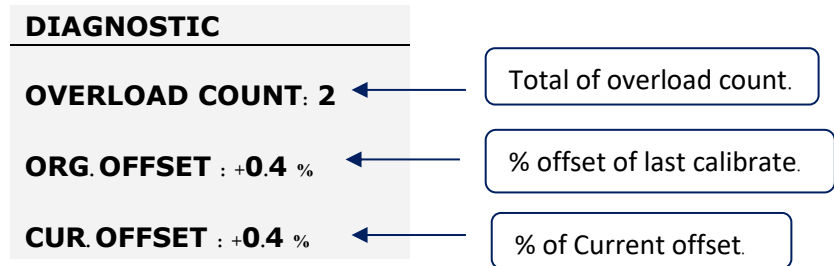 DIAGNOSTIC
OVERLOAD COUNT: 2
Total of overload count.
ORG. OFFSET : +0.4 %
% offset of last calibrate.
CUR. OFFSET : +0.4 %
% of Current offset.